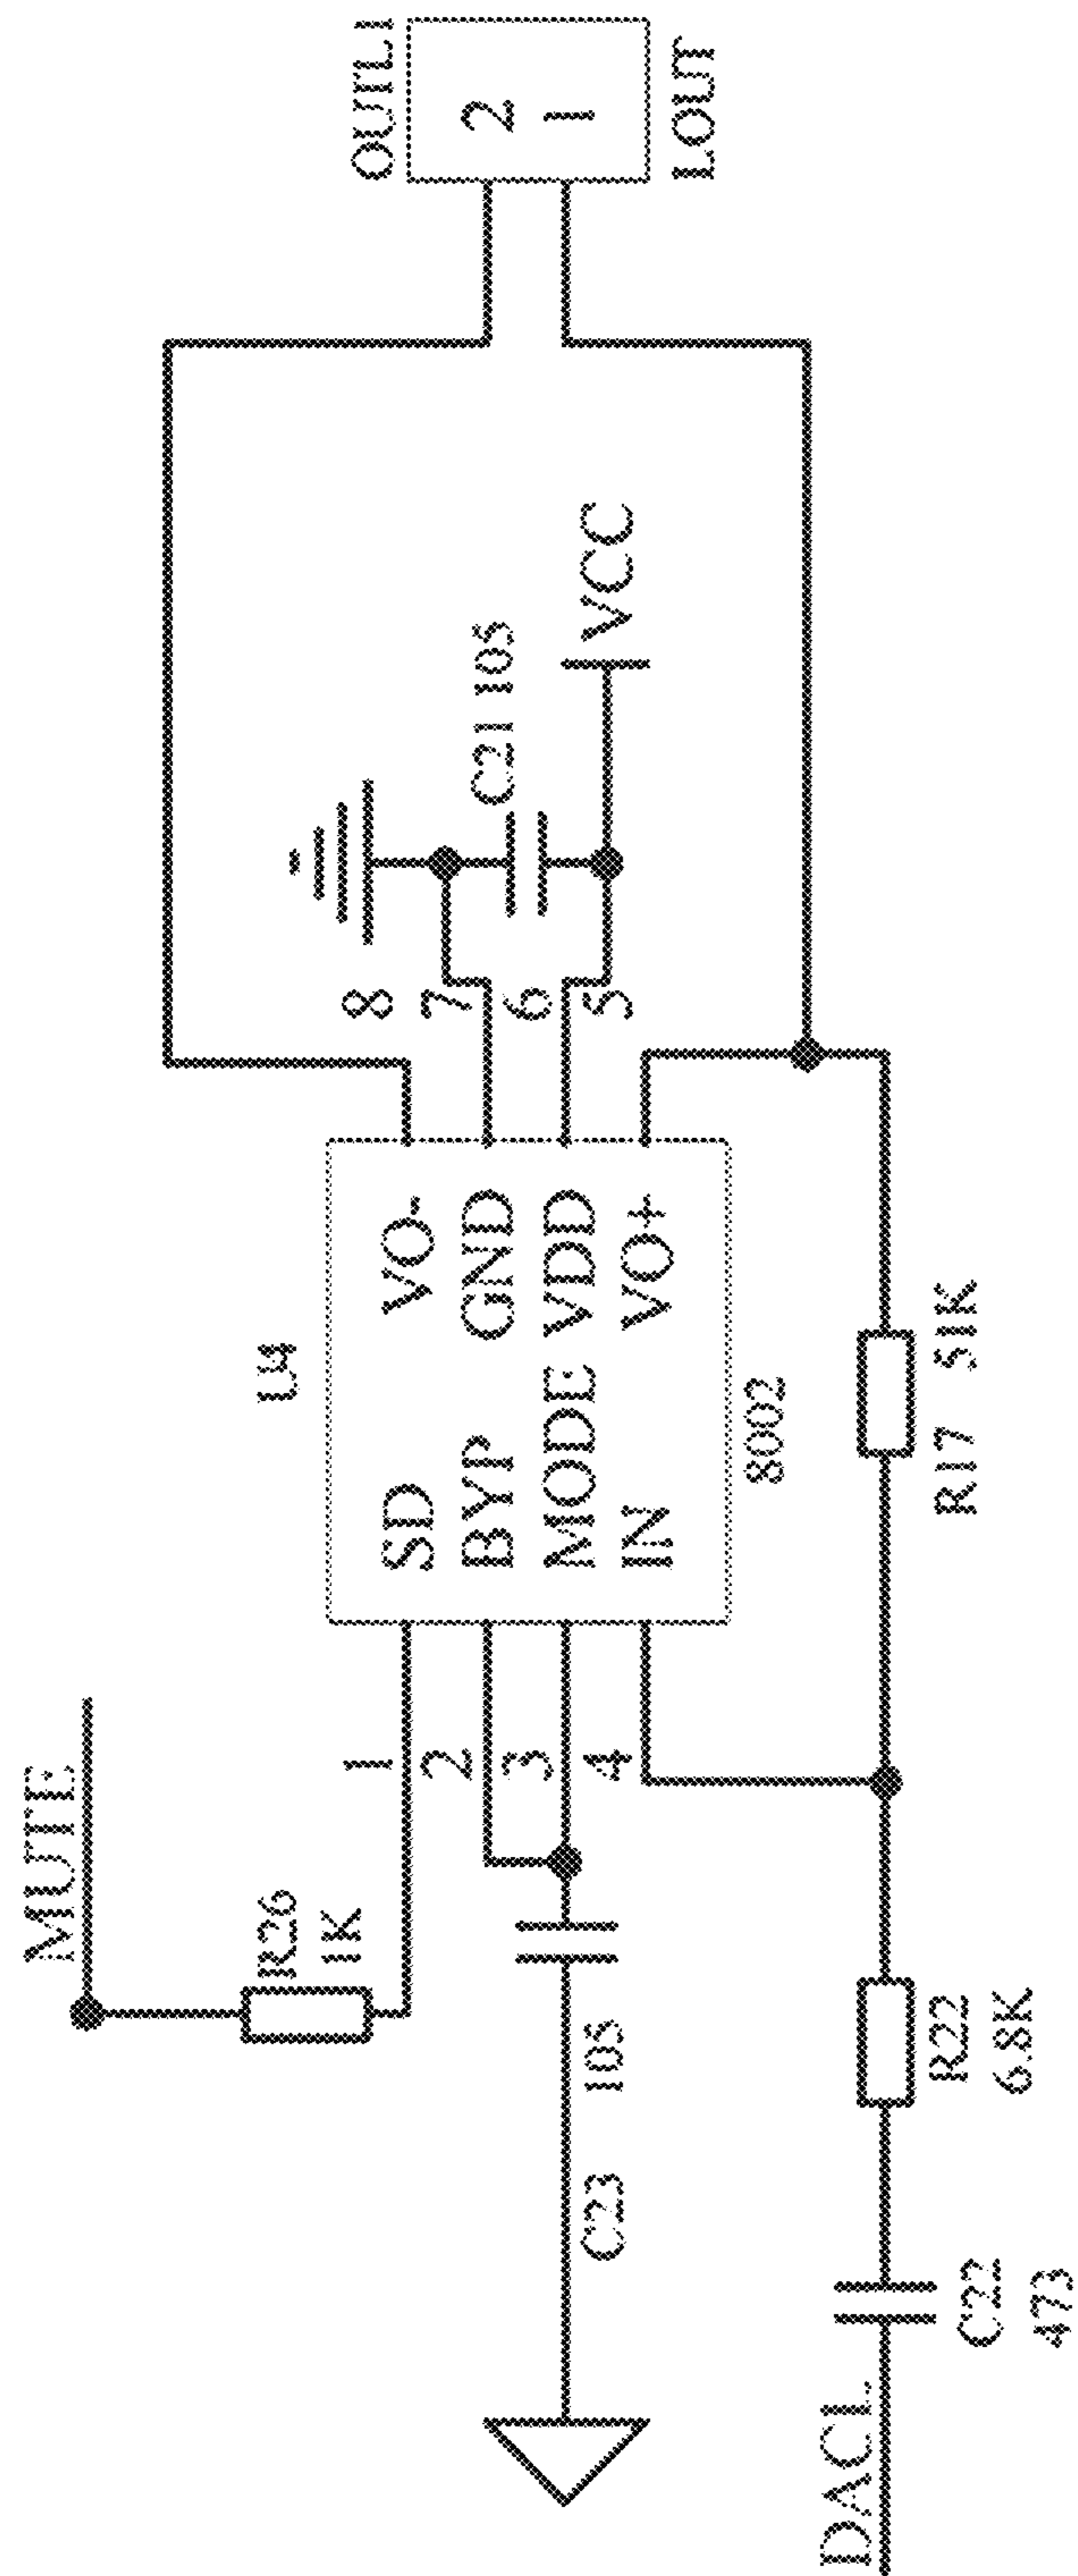 MUTE
R26
1K
U4
1
2
3
4
SD
BYP
MODE
IN
VO-
GND
VDD
VO+
8
7
6
5
8002
C21 105
VCC
OUTL1
2
1
LOUT
C23 105
DACL
C22
473
R22
6.8K
R17 51K